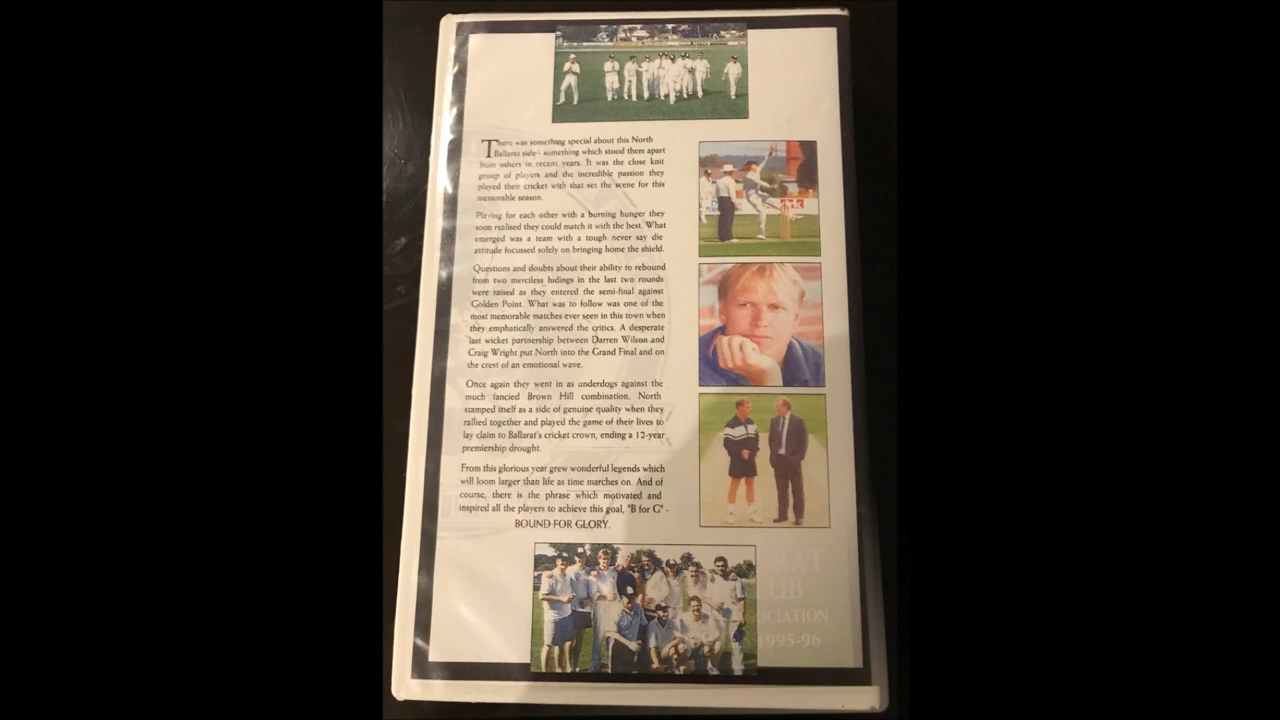 There was something special about this North
Ballarat side - something which stood them apart
from others in recent years. It was the close knit
group of players and the incredible passion they
played their cricket with that set the scene for this
memorable season.
Playing for each other with a burning hunger they
soon realised they could match it with the best. What
emerged was a team with a tough never say die
attitude focussed solely on bringing home the shield.
Questions and doubts about their ability to rebound
from two merciless hidings in the last two rounds
were raised as they entered the semi-final against
Golden Point. What was to follow was one of the
most memorable matches ever seen in this town when
they emphatically answered the critics. A desperate
last wicket partnership between Darren Wilson and
Craig Wright put North into the Grand Final and on
the crest of an emotional wave.
Once again they went in as underdogs against the
much fancied Brown Hill combination. North
stamped itself as a side of genuine quality when they
rallied together and played the game of their lives to
lay claim to Ballarat's cricket crown, ending a 12-year
premiership drought.
From this glorious year grew wonderful legends which
will loom larger than life as time marches on. And of
course, there is the phrase which motivated and
inspired all the players to achieve this goal, "B for G" -
BOUND FOR GLORY.
RAT
LUB
OCIATION
1995-96